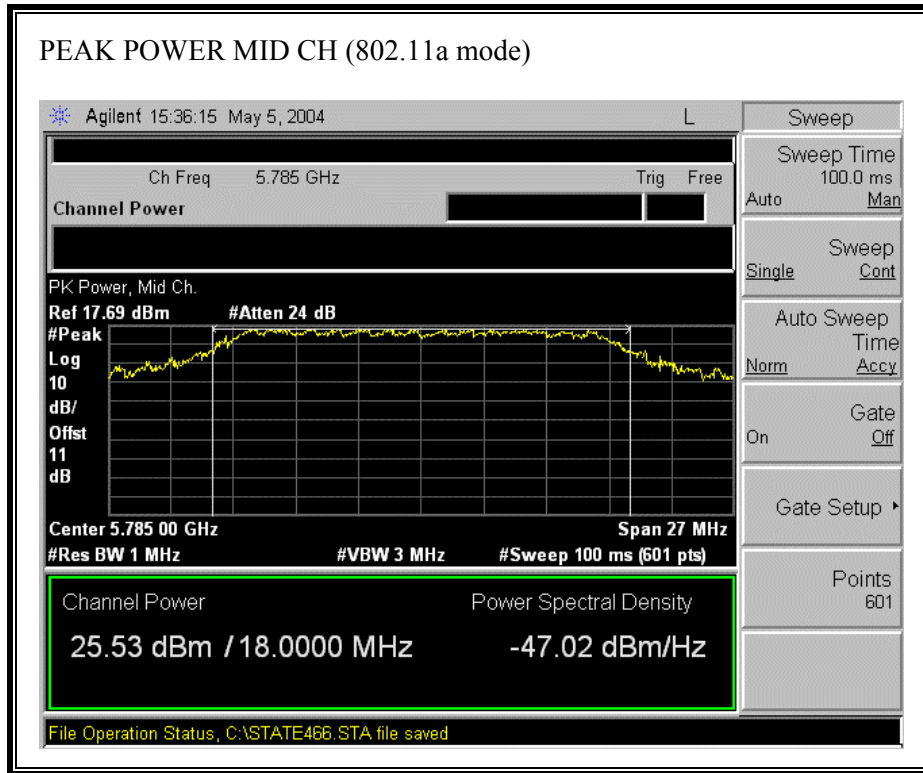 PEAK POWER MID CH (802.11a mode)
Agilent 15:36:15 May 5, 2004 L
Sweep
Ch Freq 5.785 GHz Trig Free
Channel Power
Sweep Time
100.0 ms
Auto Man
Sweep
Single Cont
Auto Sweep
Time
Norm Accy
Gate
On Off
Gate Setup
Points
601
PK Power, Mid Ch.
Ref 17.69 dBm #Atten 24 dB
#Peak
Log
10
dB/
Offst
11
dB
Center 5.785 00 GHz Span 27 MHz
#Res BW 1 MHz #VBW 3 MHz #Sweep 100 ms (601 pts)
Channel Power Power Spectral Density
25.53 dBm / 18.0000 MHz -47.02 dBm/Hz
File Operation Status, C:\STATE466.STA file saved